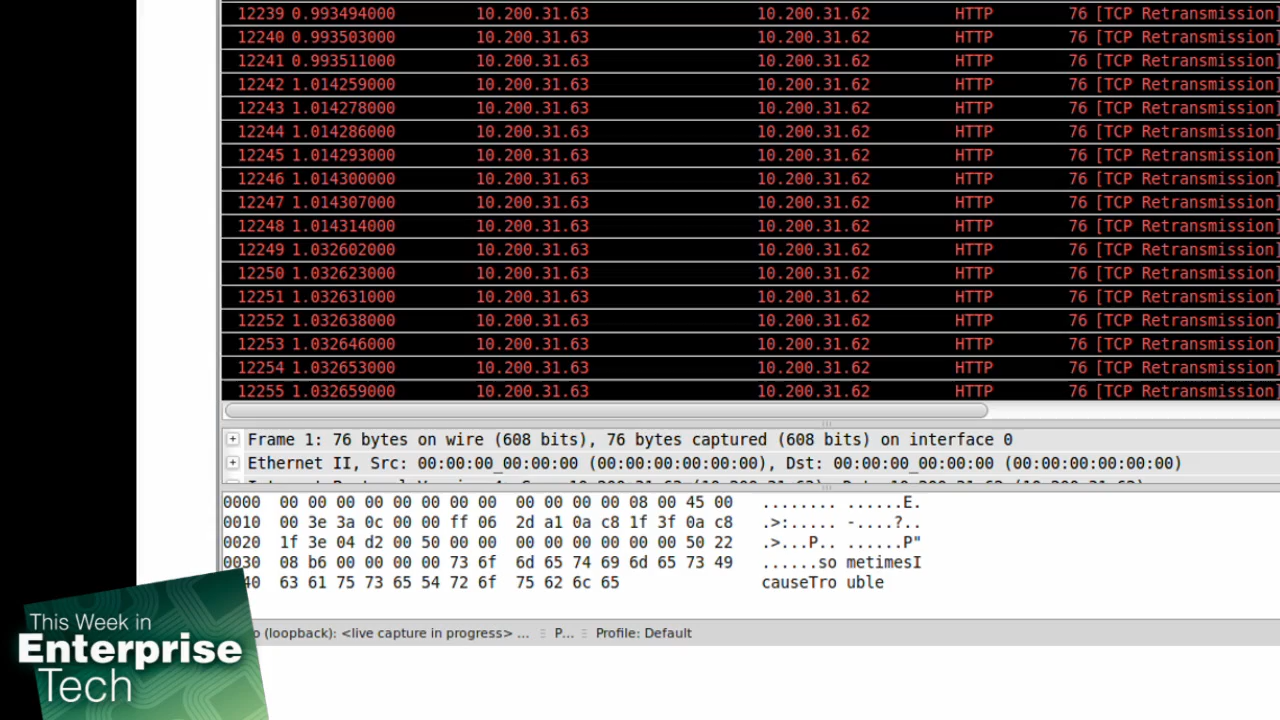 12239 0.993494000 10.200.31.63 10.200.31.62 HTTP 76 [TCP Retransmission]
12240 0.993503000 10.200.31.63 10.200.31.62 HTTP 76 [TCP Retransmission]
12241 0.993511000 10.200.31.63 10.200.31.62 HTTP 76 [TCP Retransmission]
12242 1.014259000 10.200.31.63 10.200.31.62 HTTP 76 [TCP Retransmission]
12243 1.014278000 10.200.31.63 10.200.31.62 HTTP 76 [TCP Retransmission]
12244 1.014286000 10.200.31.63 10.200.31.62 HTTP 76 [TCP Retransmission]
12245 1.014293000 10.200.31.63 10.200.31.62 HTTP 76 [TCP Retransmission]
12246 1.014300000 10.200.31.63 10.200.31.62 HTTP 76 [TCP Retransmission]
12247 1.014307000 10.200.31.63 10.200.31.62 HTTP 76 [TCP Retransmission]
12248 1.014314000 10.200.31.63 10.200.31.62 HTTP 76 [TCP Retransmission]
12249 1.032602000 10.200.31.63 10.200.31.62 HTTP 76 [TCP Retransmission]
12250 1.032623000 10.200.31.63 10.200.31.62 HTTP 76 [TCP Retransmission]
12251 1.032631000 10.200.31.63 10.200.31.62 HTTP 76 [TCP Retransmission]
12252 1.032638000 10.200.31.63 10.200.31.62 HTTP 76 [TCP Retransmission]
12253 1.032646000 10.200.31.63 10.200.31.62 HTTP 76 [TCP Retransmission]
12254 1.032653000 10.200.31.63 10.200.31.62 HTTP 76 [TCP Retransmission]
12255 1.032659000 10.200.31.63 10.200.31.62 HTTP 76 [TCP Retransmission]
Frame 1: 76 bytes on wire (608 bits), 76 bytes captured (608 bits) on interface 0
Ethernet II, Src: 00:00:00_00:00:00 (00:00:00:00:00:00), Dst: 00:00:00_00:00:00 (00:00:00:00:00:00)
0000 00 00 00 00 00 00 00 00 00 00 00 00 08 00 45 00 ........ ......E.
0010 00 3e 3a 0c 00 00 ff 06 2d a1 0a c8 1f 3f 0a c8 .>:..... -....?..
0020 1f 3e 04 d2 00 50 00 00 00 00 00 00 00 00 50 22 .>...P.. ......P"
0030 08 b6 00 00 00 00 73 6f 6d 65 74 69 6d 65 73 49 ......so metimesI
40 63 61 75 73 65 54 72 6f 75 62 6c 65 causeTro uble
o (loopback): <live capture in progress> ... P... Profile: Default
This Week in
Enterprise
Tech